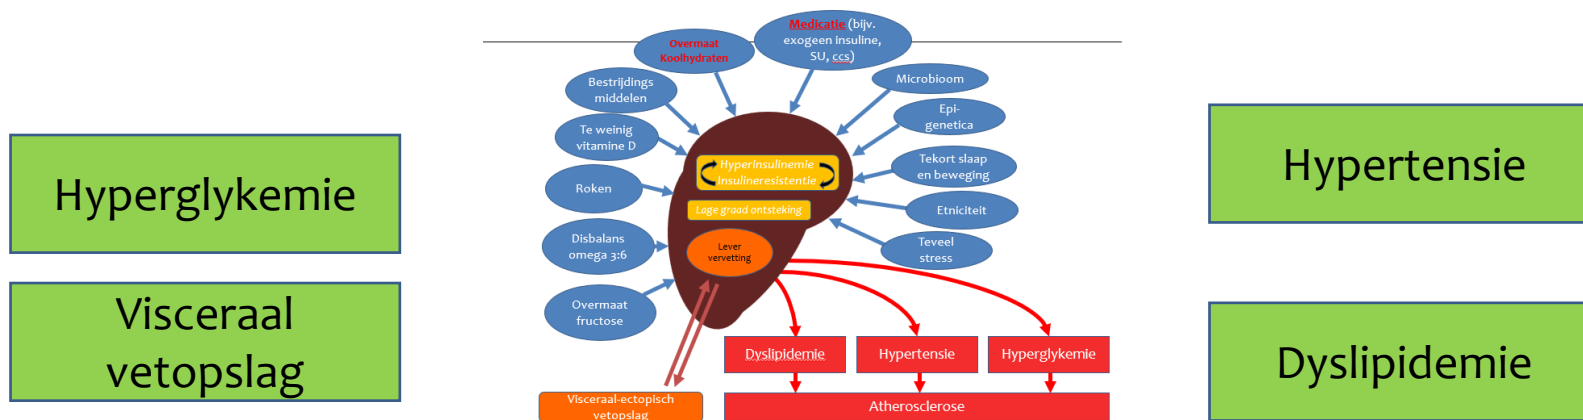 Hyperglykemie
Visceraal
vetopslag
Medicatie (bijv.
exogeen insuline,
SU, ccs)
Overmaat
Koolhydraten
Bestrijdings
middelen
Te weinig
vitamine D
Roken
Disbalans
omega 3:6
Overmaat
fructose
Microbioom
Epi-
genetica
Tekort slaap
en beweging
Etniciteit
Teveel
stress
Hyperinsulinemie
Insulineresistentie
Lage graad ontsteking
Lever
vervetting
Dyslipidemie
Hypertensie
Hyperglykemie
Visceraal-ectopisch
vetopslag
Atherosclerose
Hypertensie
Dyslipidemie